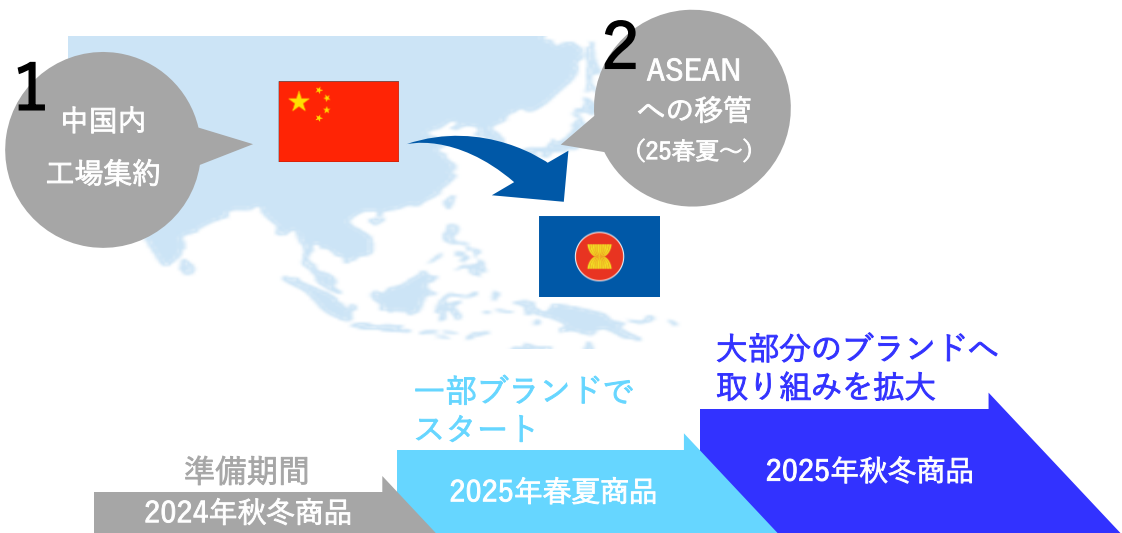 1
中国内
工場集約
2
ASEAN
への移管
(25春夏～)
大部分のブランドへ
取り組みを拡大
一部ブランドで
スタート
準備期間
2024年秋冬商品
2025年春夏商品
2025年秋冬商品